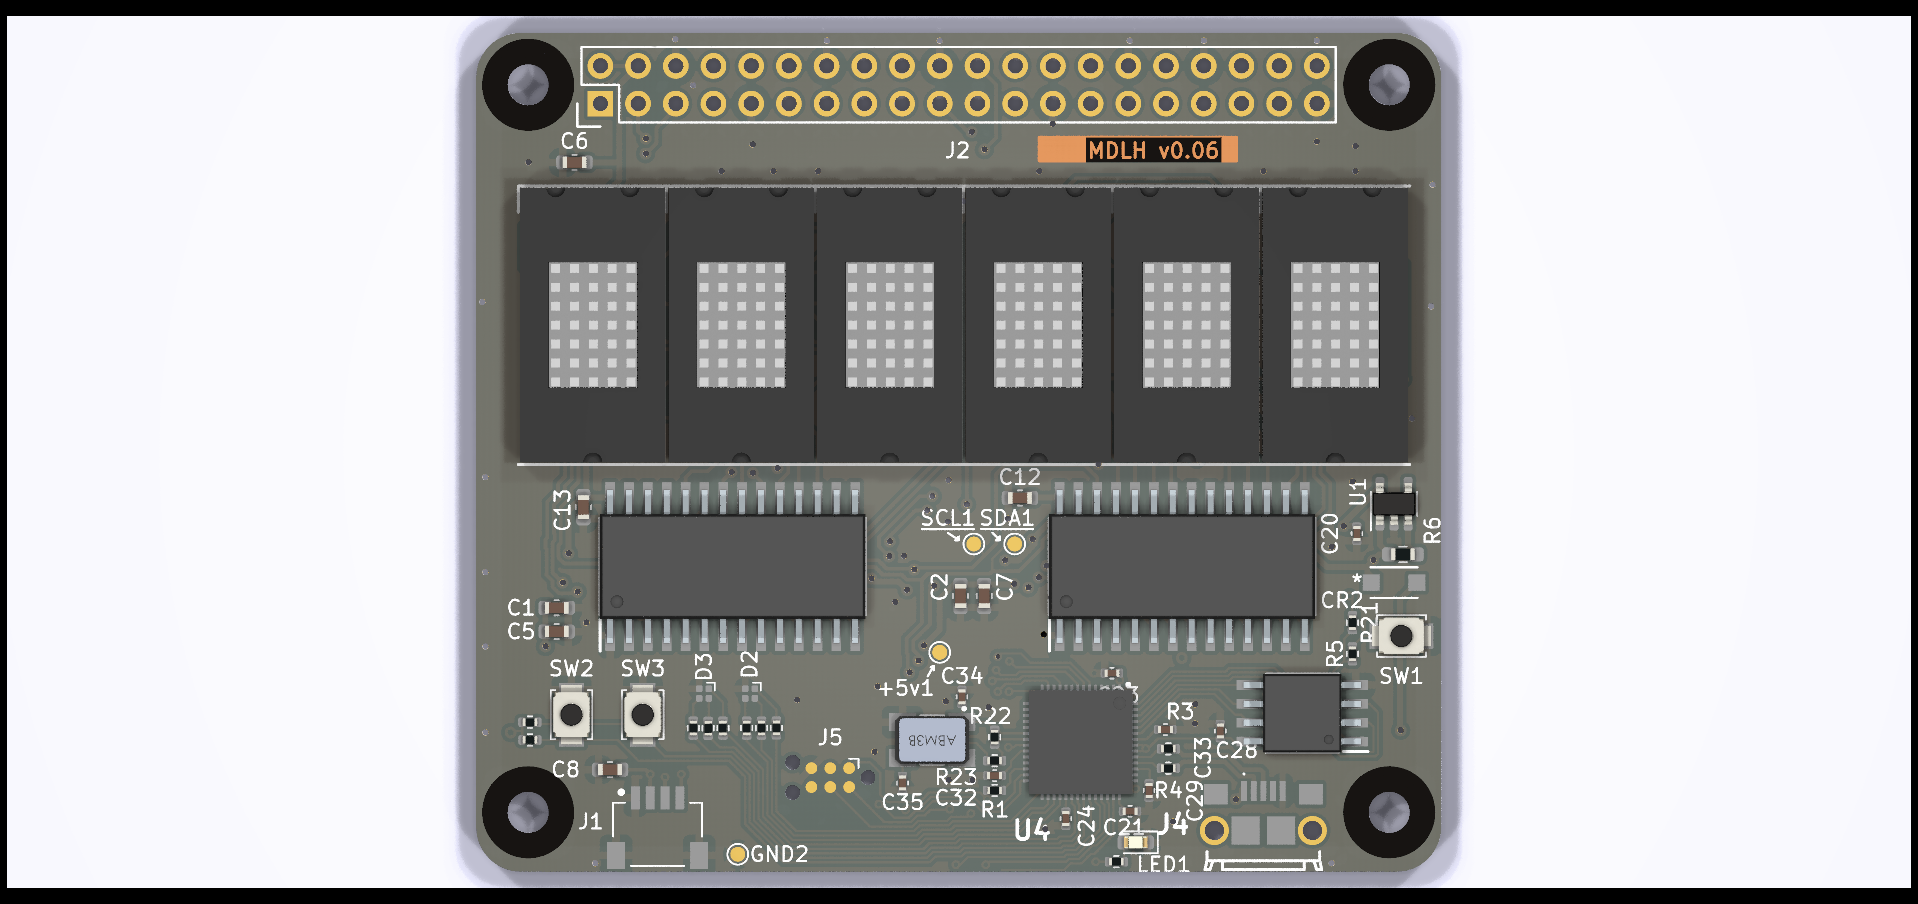 C6
J2
MDLH v0.06
C13
C12
U1
SCL1 SDA1
C20
R6
C2
C7
*
CR2
C1
C5
R21
R5
SW2
SW3
D3
D2
C34
+5v1
SW1
R22
R3
J5
ABM3B
C33
C28
C8
R23
C32
C35
R1
R4
C29
J1
U4
C24
C21
J4
GND2
LED1